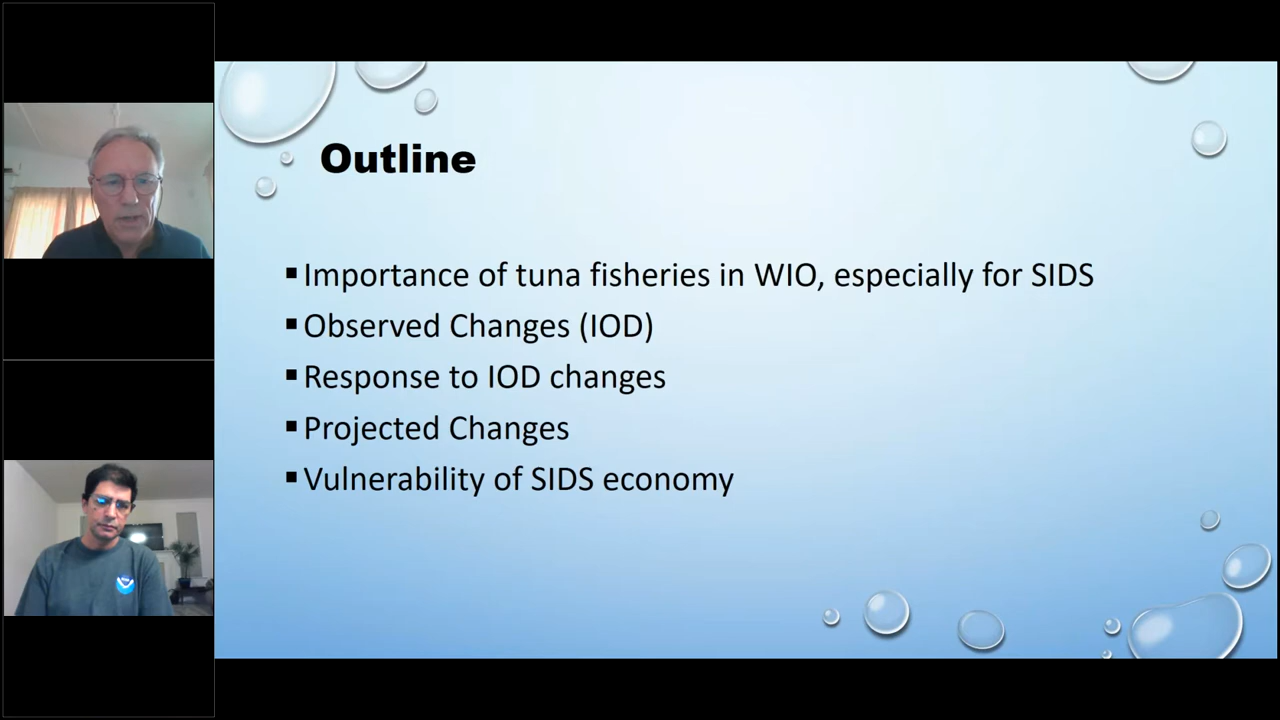 Outline
▪Importance of tuna fisheries in WIO, especially for SIDS
▪Observed Changes (IOD)
▪Response to IOD changes
▪Projected Changes
▪Vulnerability of SIDS economy